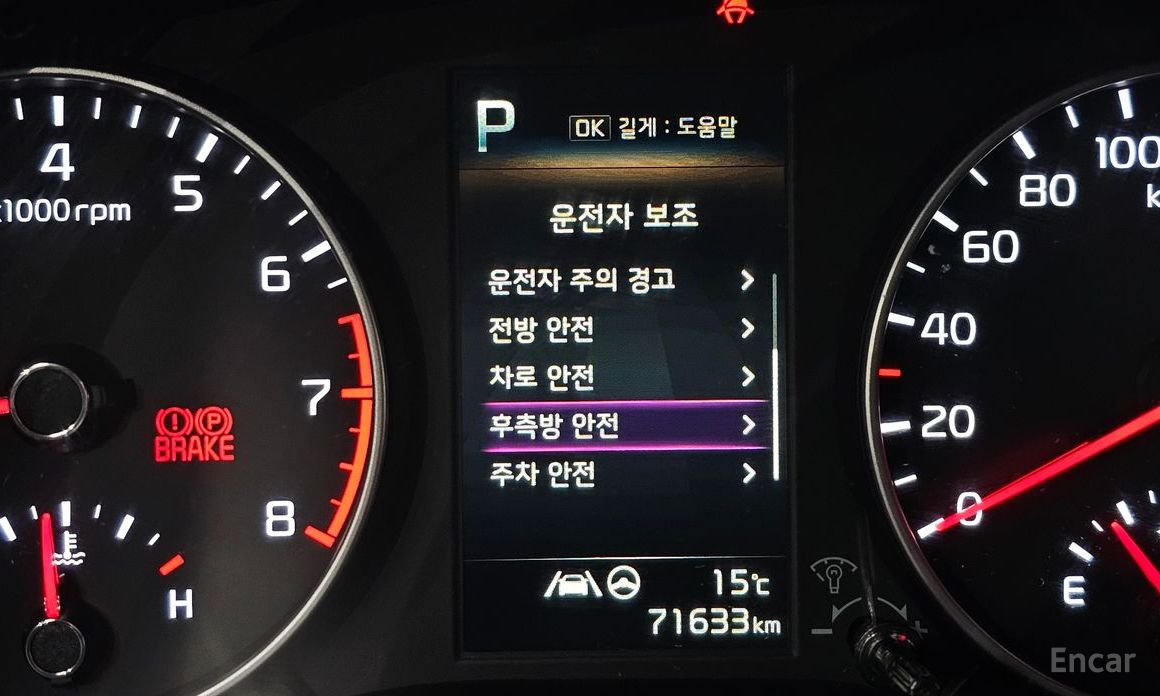 P
OK 길게 : 도움말
운전자 보조
운전자 주의 경고
전방 안전
차로 안전
후측방 안전
주차 안전
15℃
71633km
4
5
x1000rpm
6
7
8
BRAKE
H
100
80
60
40
20
0
E
Encar